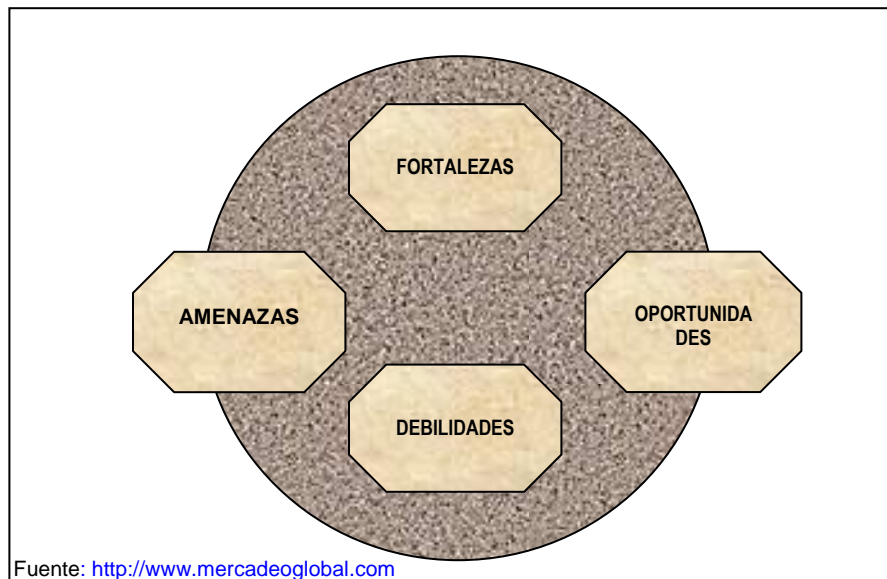 FORTALEZAS
AMENAZAS
OPORTUNIDA
DES
DEBILIDADES
Fuente: http://www.mercadeoglobal.com